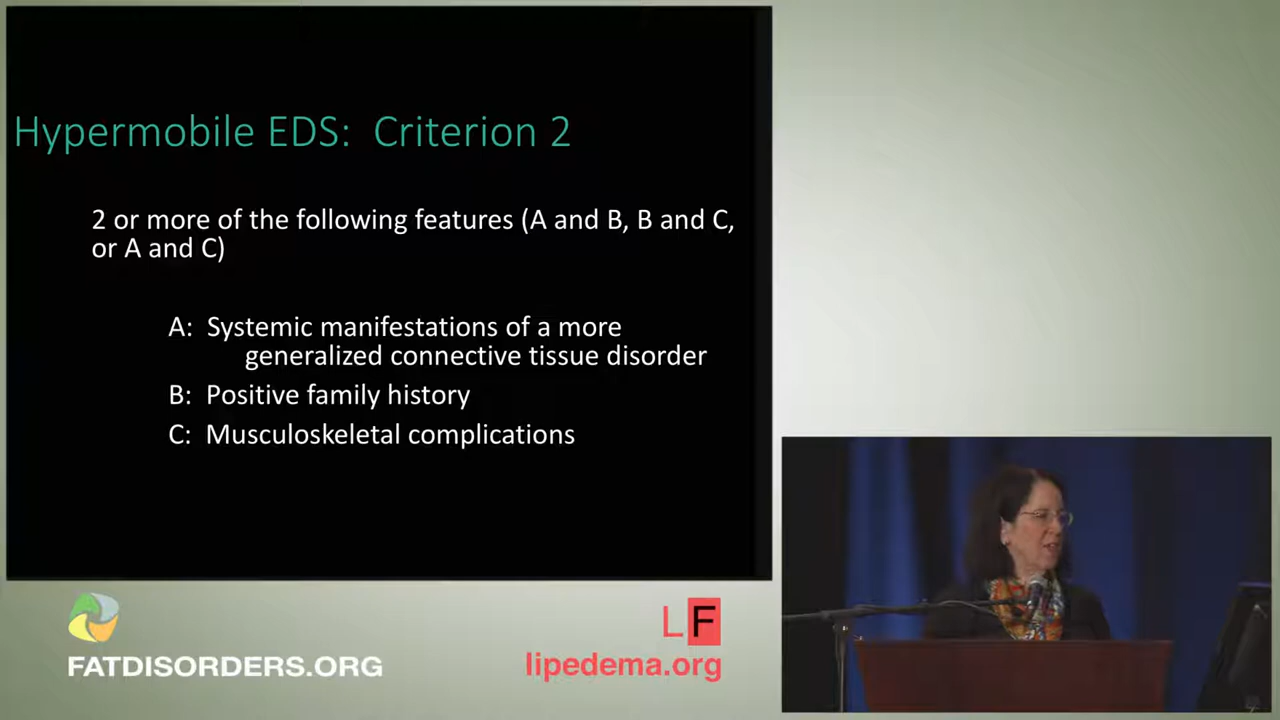 Hypermobile EDS: Criterion 2
2 or more of the following features (A and B, B and C,
or A and C)
A: Systemic manifestations of a more
generalized connective tissue disorder
B: Positive family history
C: Musculoskeletal complications
FATDISORDERS.ORG
LF
lipedema.org